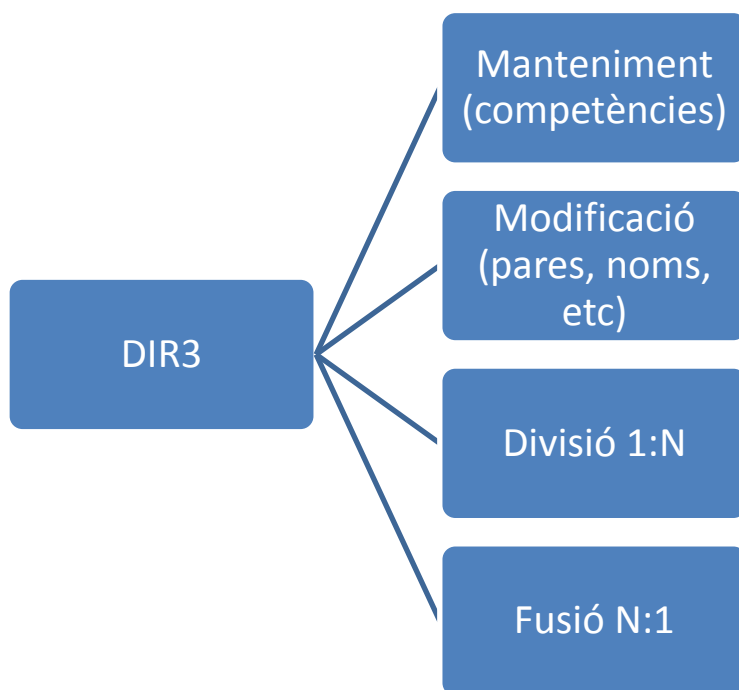 DIR3
Manteniment
(competències)
Modificació
(pares, noms,
etc)
Divisió 1:N
Fusió N:1